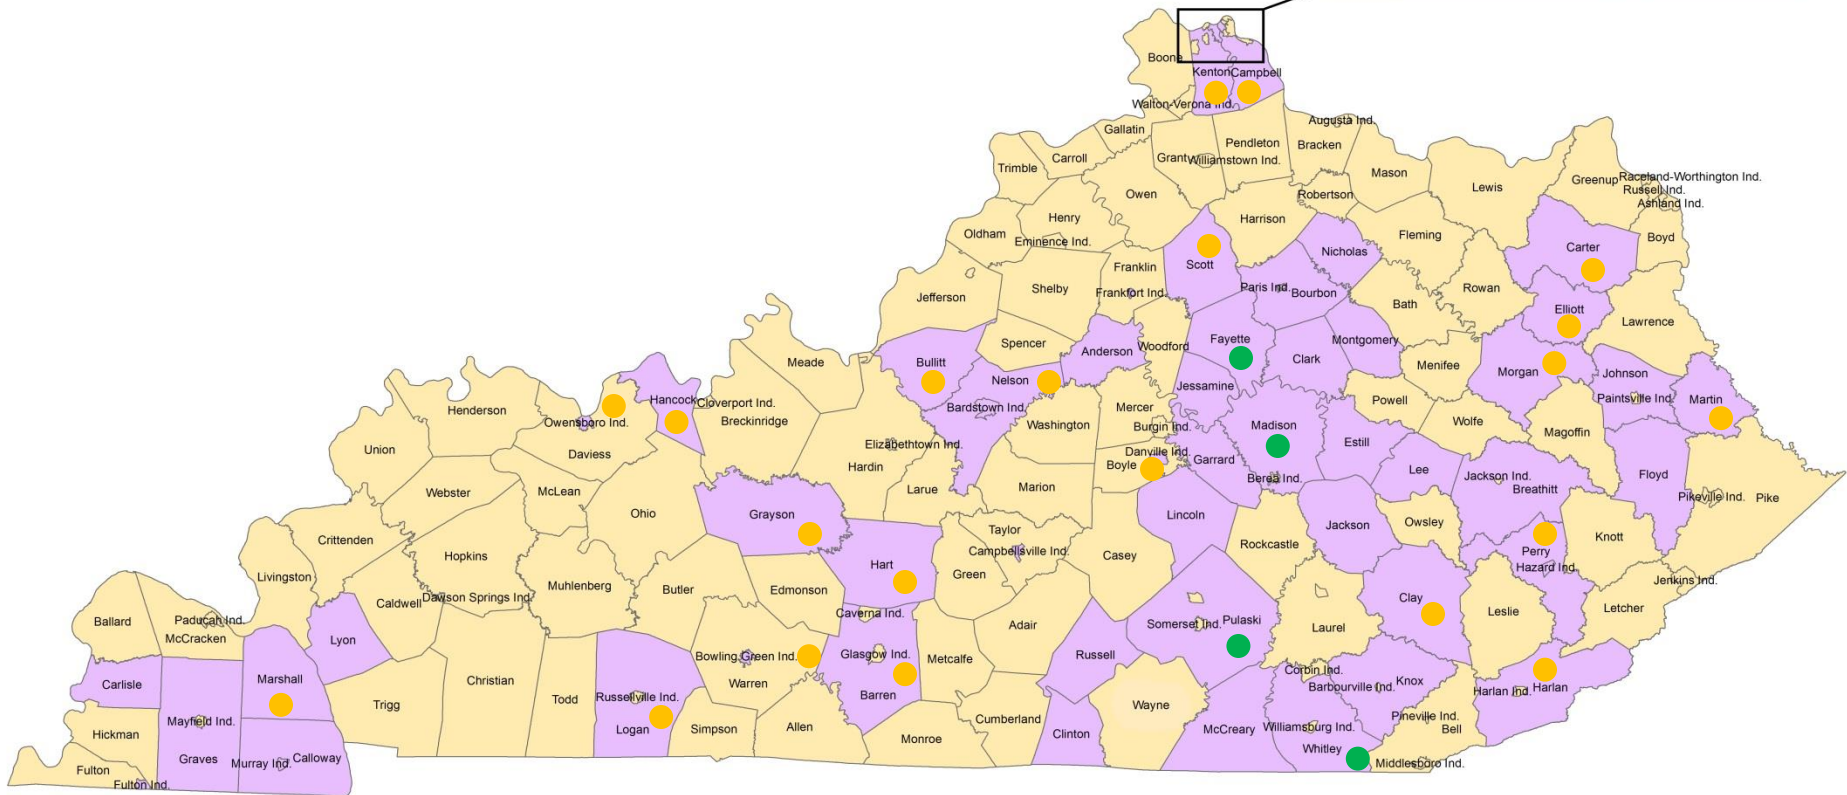 Boone
Kenton
Campbell
Walton-Verona Ind.
Gallatin
Augusta Ind.
Pendleton
Bracken
Carroll
Grant
Williamstown Ind.
Trimble
Mason
Lewis
Greenup
Raceland-Worthington Ind.
Russell Ind.
Ashland Ind.
Owen
Robertson
Henry
Harrison
Oldham
Eminence Ind.
Fleming
Carter
Boyd
Nicholas
Scott
Franklin
Jefferson
Shelby
Frankfort Ind.
Paris Ind.
Bourbon
Rowan
Bath
Elliott
Lawrence
Spencer
Anderson
Woodford
Fayette
Montgomery
Clark
Meade
Bullitt
Menifee
Morgan
Johnson
Nelson
Jessamine
Paintsville Ind.
Martin
Hancock
Cloverport Ind.
Bardstown Ind.
Mercer
Powell
Henderson
Breckinridge
Owensboro Ind.
Washington
Burgin Ind.
Madison
Wolfe
Magoffin
Union
Daviess
Elizabethtown Ind.
Estill
Danville Ind.
Boyle
Garrard
Hardin
Lee
Jackson Ind.
Floyd
Berea Ind.
Webster
McLean
Larue
Marion
Breathitt
Pikeville Ind.
Pike
Ohio
Grayson
Lincoln
Jackson
Owsley
Crittenden
Taylor
Campbellsville Ind.
Casey
Rockcastle
Knott
Hopkins
Perry
Hazard Ind.
Hart
Green
Livingston
Muhlenberg
Butler
Edmonson
Jenkins Ind.
Caldwell
Dawson Springs Ind.
Clay
Leslie
Letcher
Ballard
Paducah Ind.
McCracken
Caverna Ind.
Adair
Somerset Ind.
Pulaski
Laurel
Lyon
Bowling Green Ind.
Glasgow Ind.
Metcalfe
Russell
Corbin Ind.
Carlisle
Marshall
Christian
Warren
Barren
Barbourville Ind.
Knox
Harlan Ind.
Harlan
Todd
Russellville Ind.
Trigg
Wayne
Mayfield Ind.
Hickman
Logan
Simpson
Allen
Cumberland
McCreary
Williamsburg Ind.
Pineville Ind.
Bell
Monroe
Clinton
Whitley
Graves
Murray Ind.
Calloway
Middlesboro Ind.
Fulton
Fulton Ind.